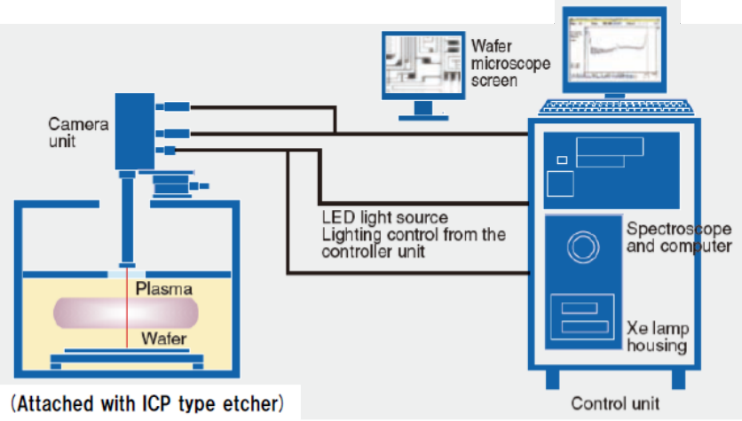 Wafer
microscope
screen
Camera
unit
LED light source
Lighting control from the
controller unit
Spectroscope
and computer
Plasma
Wafer
Xe lamp
housing
(Attached with ICP type etcher)
Control unit